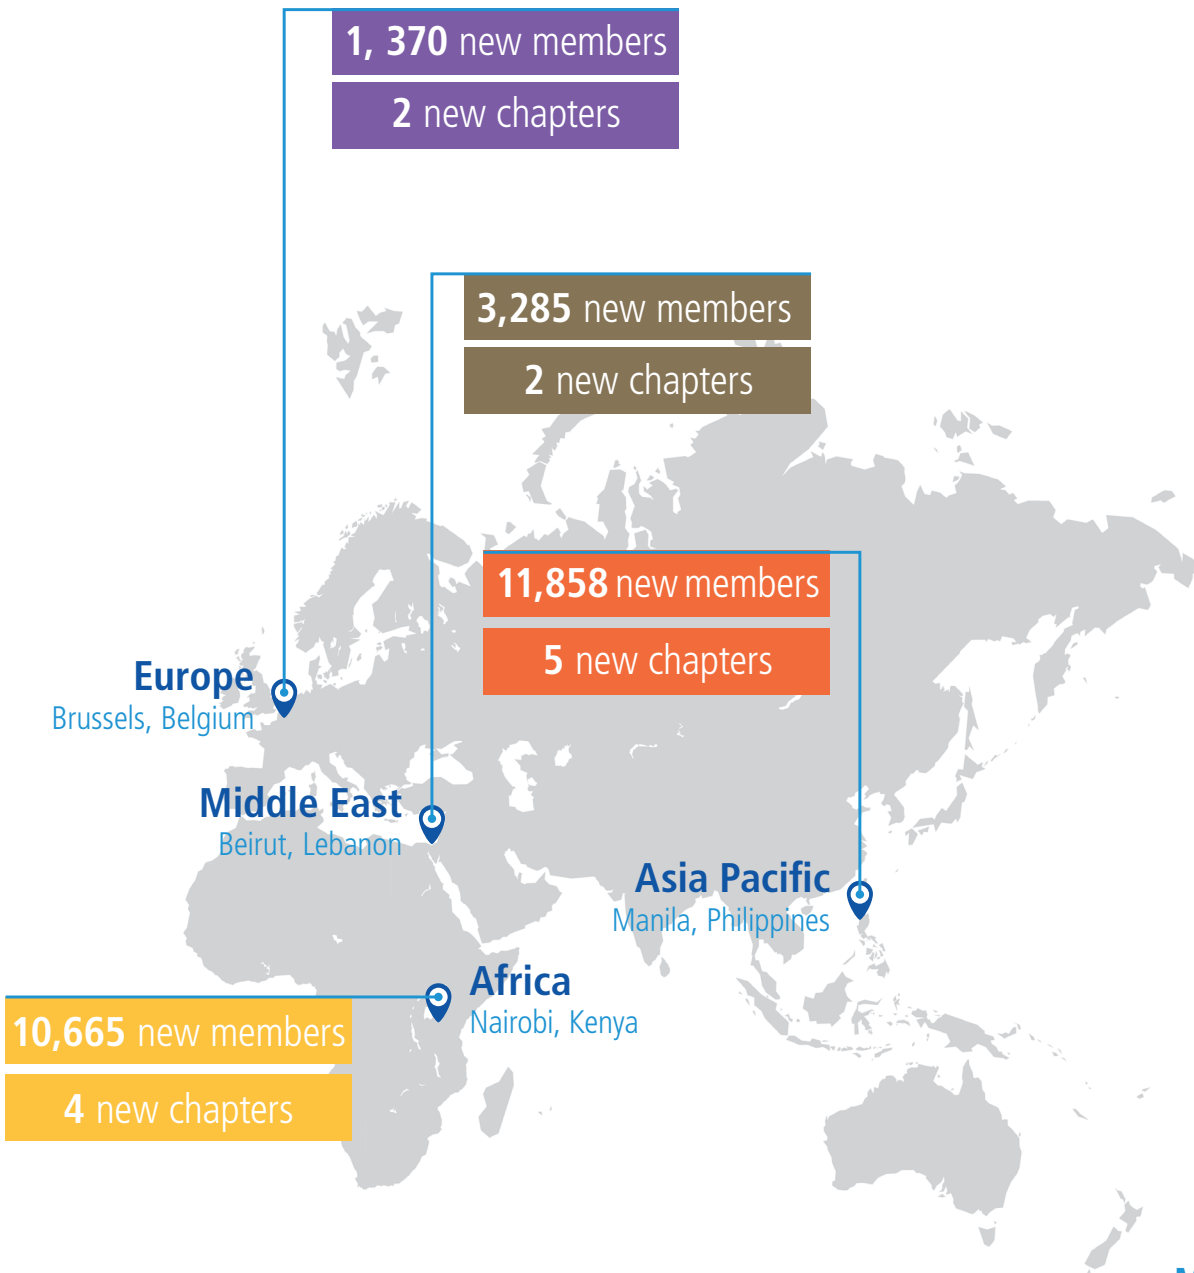 1, 370 new members
2 new chapters
3,285 new members
2 new chapters
11,858 new members
5 new chapters
Europe
Brussels, Belgium
Middle East
Beirut, Lebanon
Asia Pacific
Manila, Philippines
Africa
Nairobi, Kenya
10,665 new members
4 new chapters